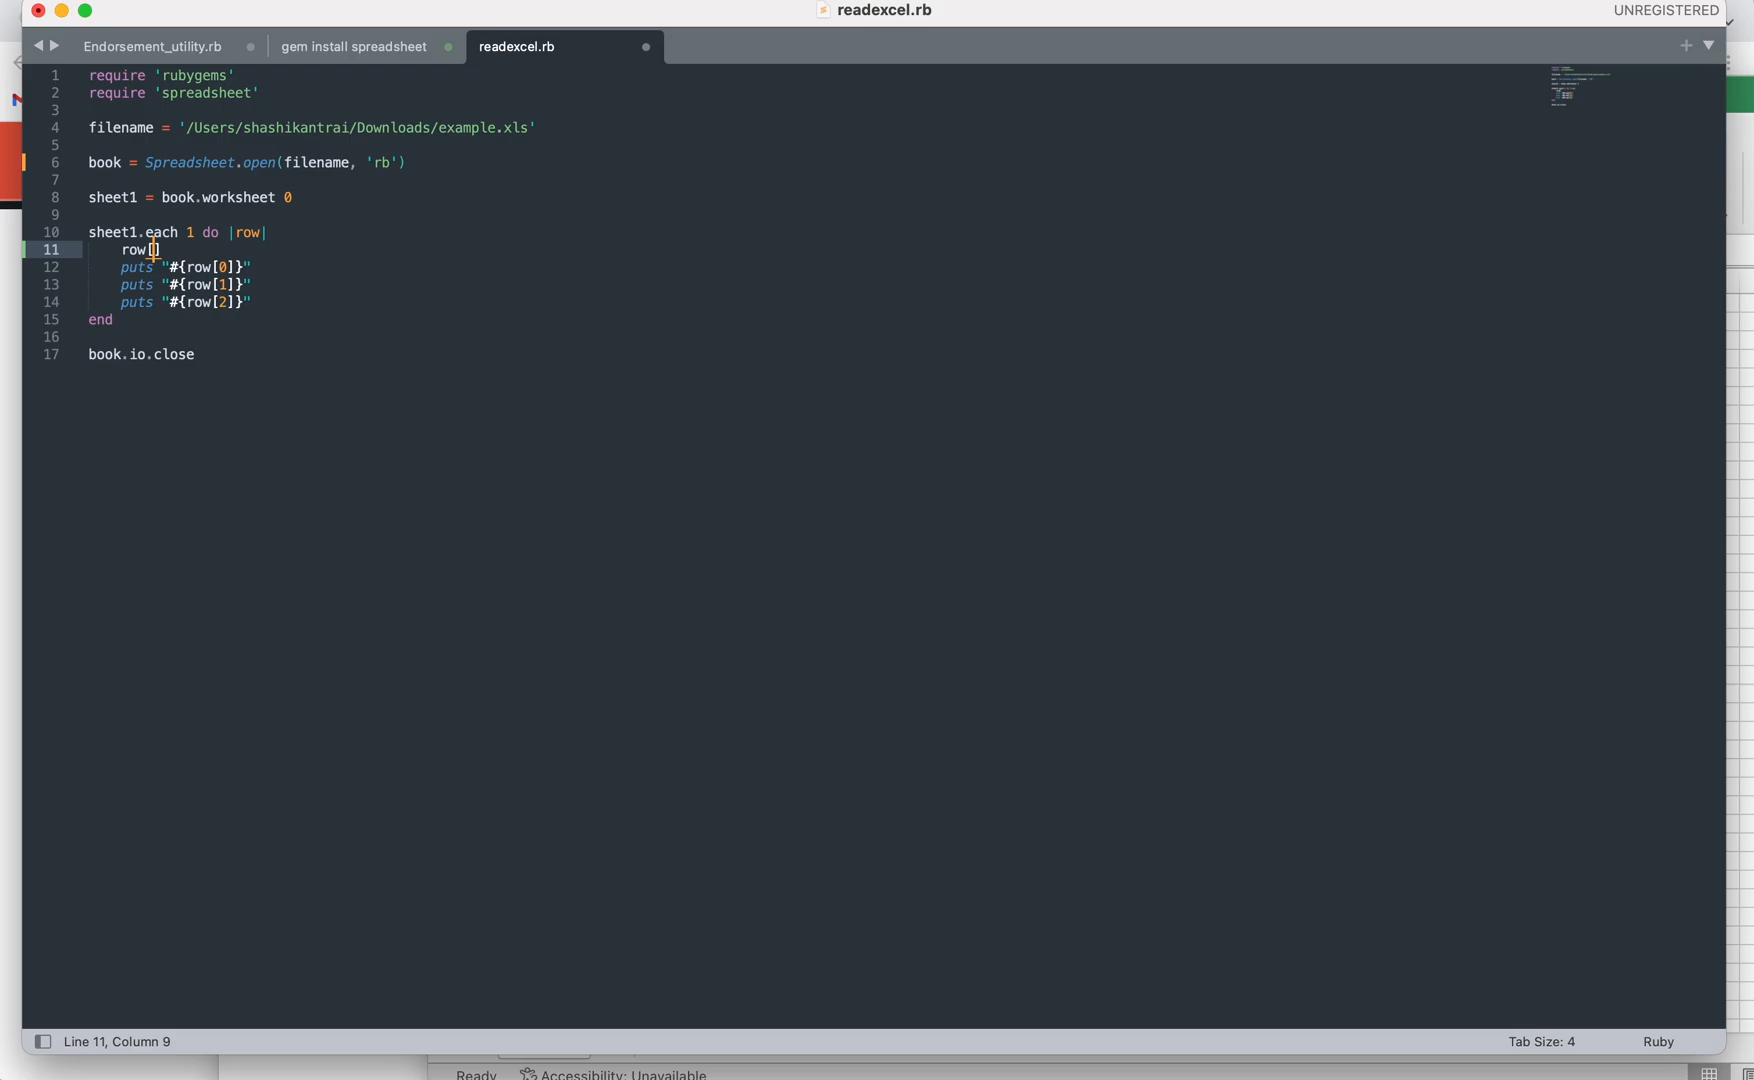 readexcel.rb
UNREGISTERED
Endorsement_utility.rb
gem install spreadsheet
readexcel.rb
1 require 'rubygems'
2 require 'spreadsheet'
3
4 filename = '/Users/shashikantrai/Downloads/example.xls'
5
6 book = Spreadsheet.open(filename, 'rb')
7
8 sheet1 = book.worksheet 0
9
10 sheet1.each 1 do |row|
11 row[]
12 puts "#{row[0]}"
13 puts "#{row[1]}"
14 puts "#{row[2]}"
15 end
16
17 book.io.close
Line 11, Column 9
Tab Size: 4
Ruby
Ready
Accessibility: Unavailable